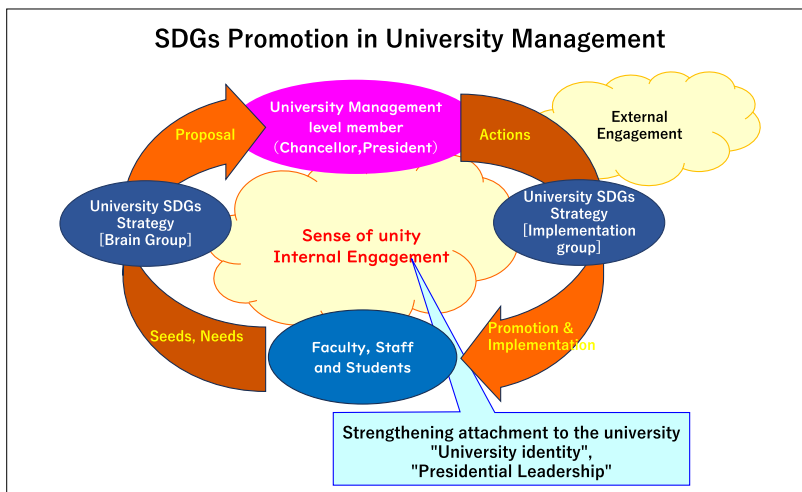 SDGs Promotion in University Management
University Management
level member
(Chancellor,President)
External
Engagement
Proposal
Actions
University SDGs
Strategy
[Brain Group]
University SDGs
Strategy
[Implementation
group]
Sense of unity
Internal Engagement
Seeds, Needs
Faculty, Staff
and Students
Promotion &
Implementation
Strengthening attachment to the university
"University identity",
"Presidential Leadership"